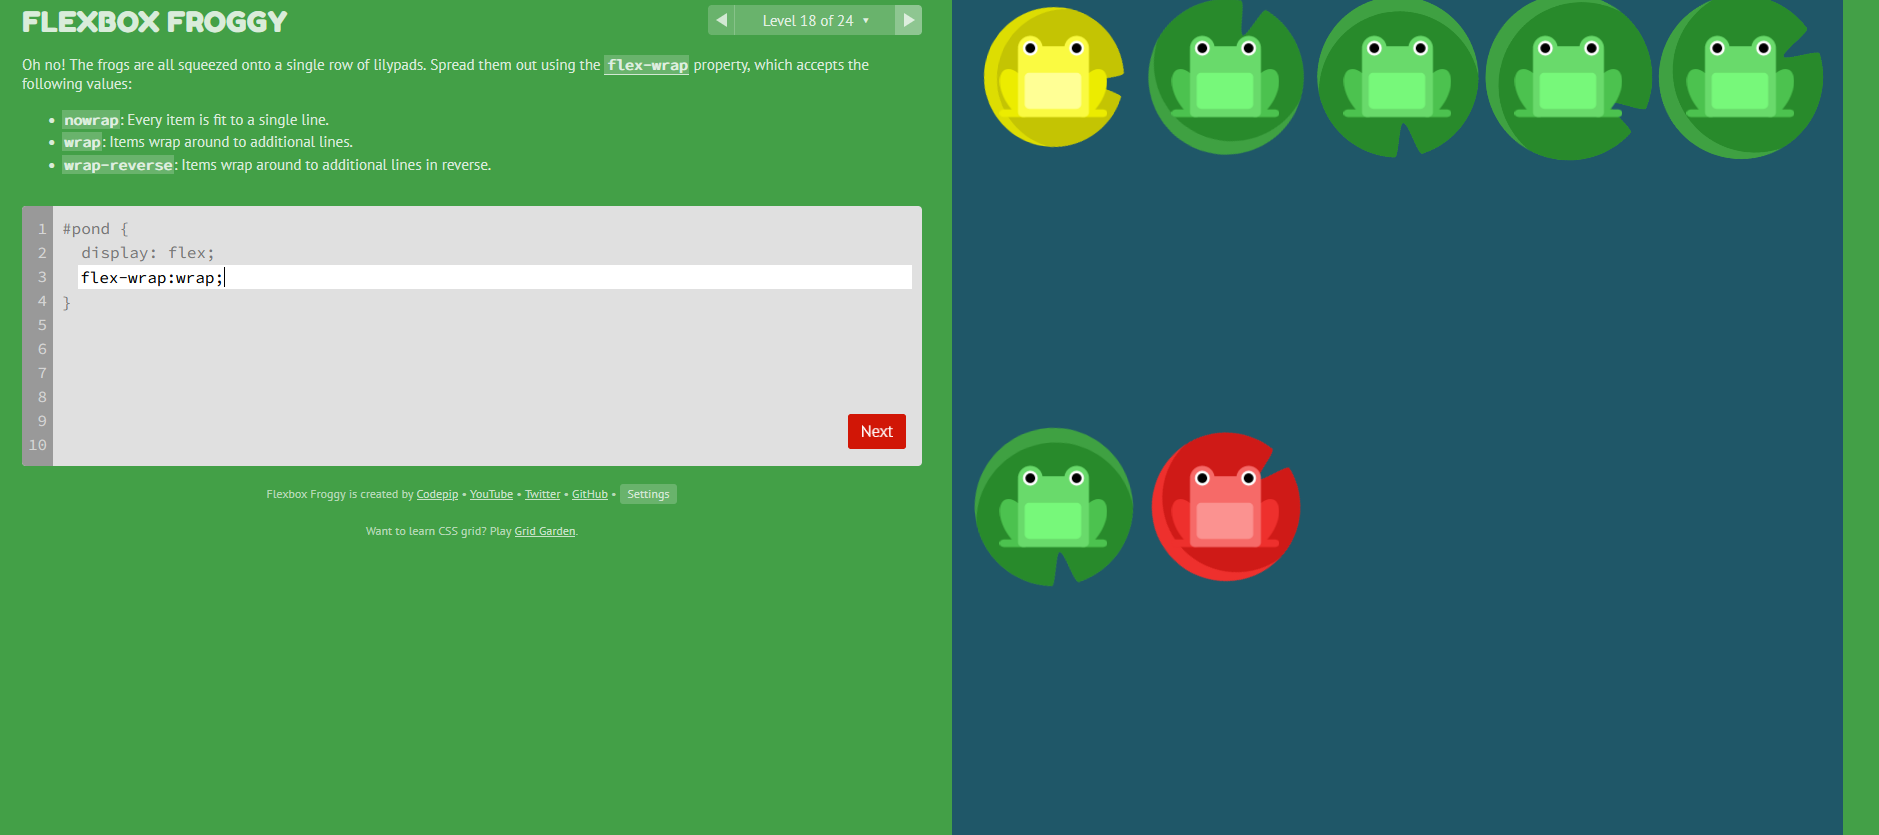 FLEXBOX FROGGY
Level 18 of 24
Oh no! The frogs are all squeezed onto a single row of lilypads. Spread them out using the flex-wrap property, which accepts the
following values:
• nowrap: Every item is fit to a single line.
• wrap: Items wrap around to additional lines.
• wrap-reverse: Items wrap around to additional lines in reverse.
1 #pond {
2 display: flex;
3 flex-wrap:wrap;
4 }
5
6
7
8
9
10
Next
Flexbox Froggy is created by Codepip • YouTube • Twitter • GitHub • Settings
Want to learn CSS grid? Play Grid Garden.